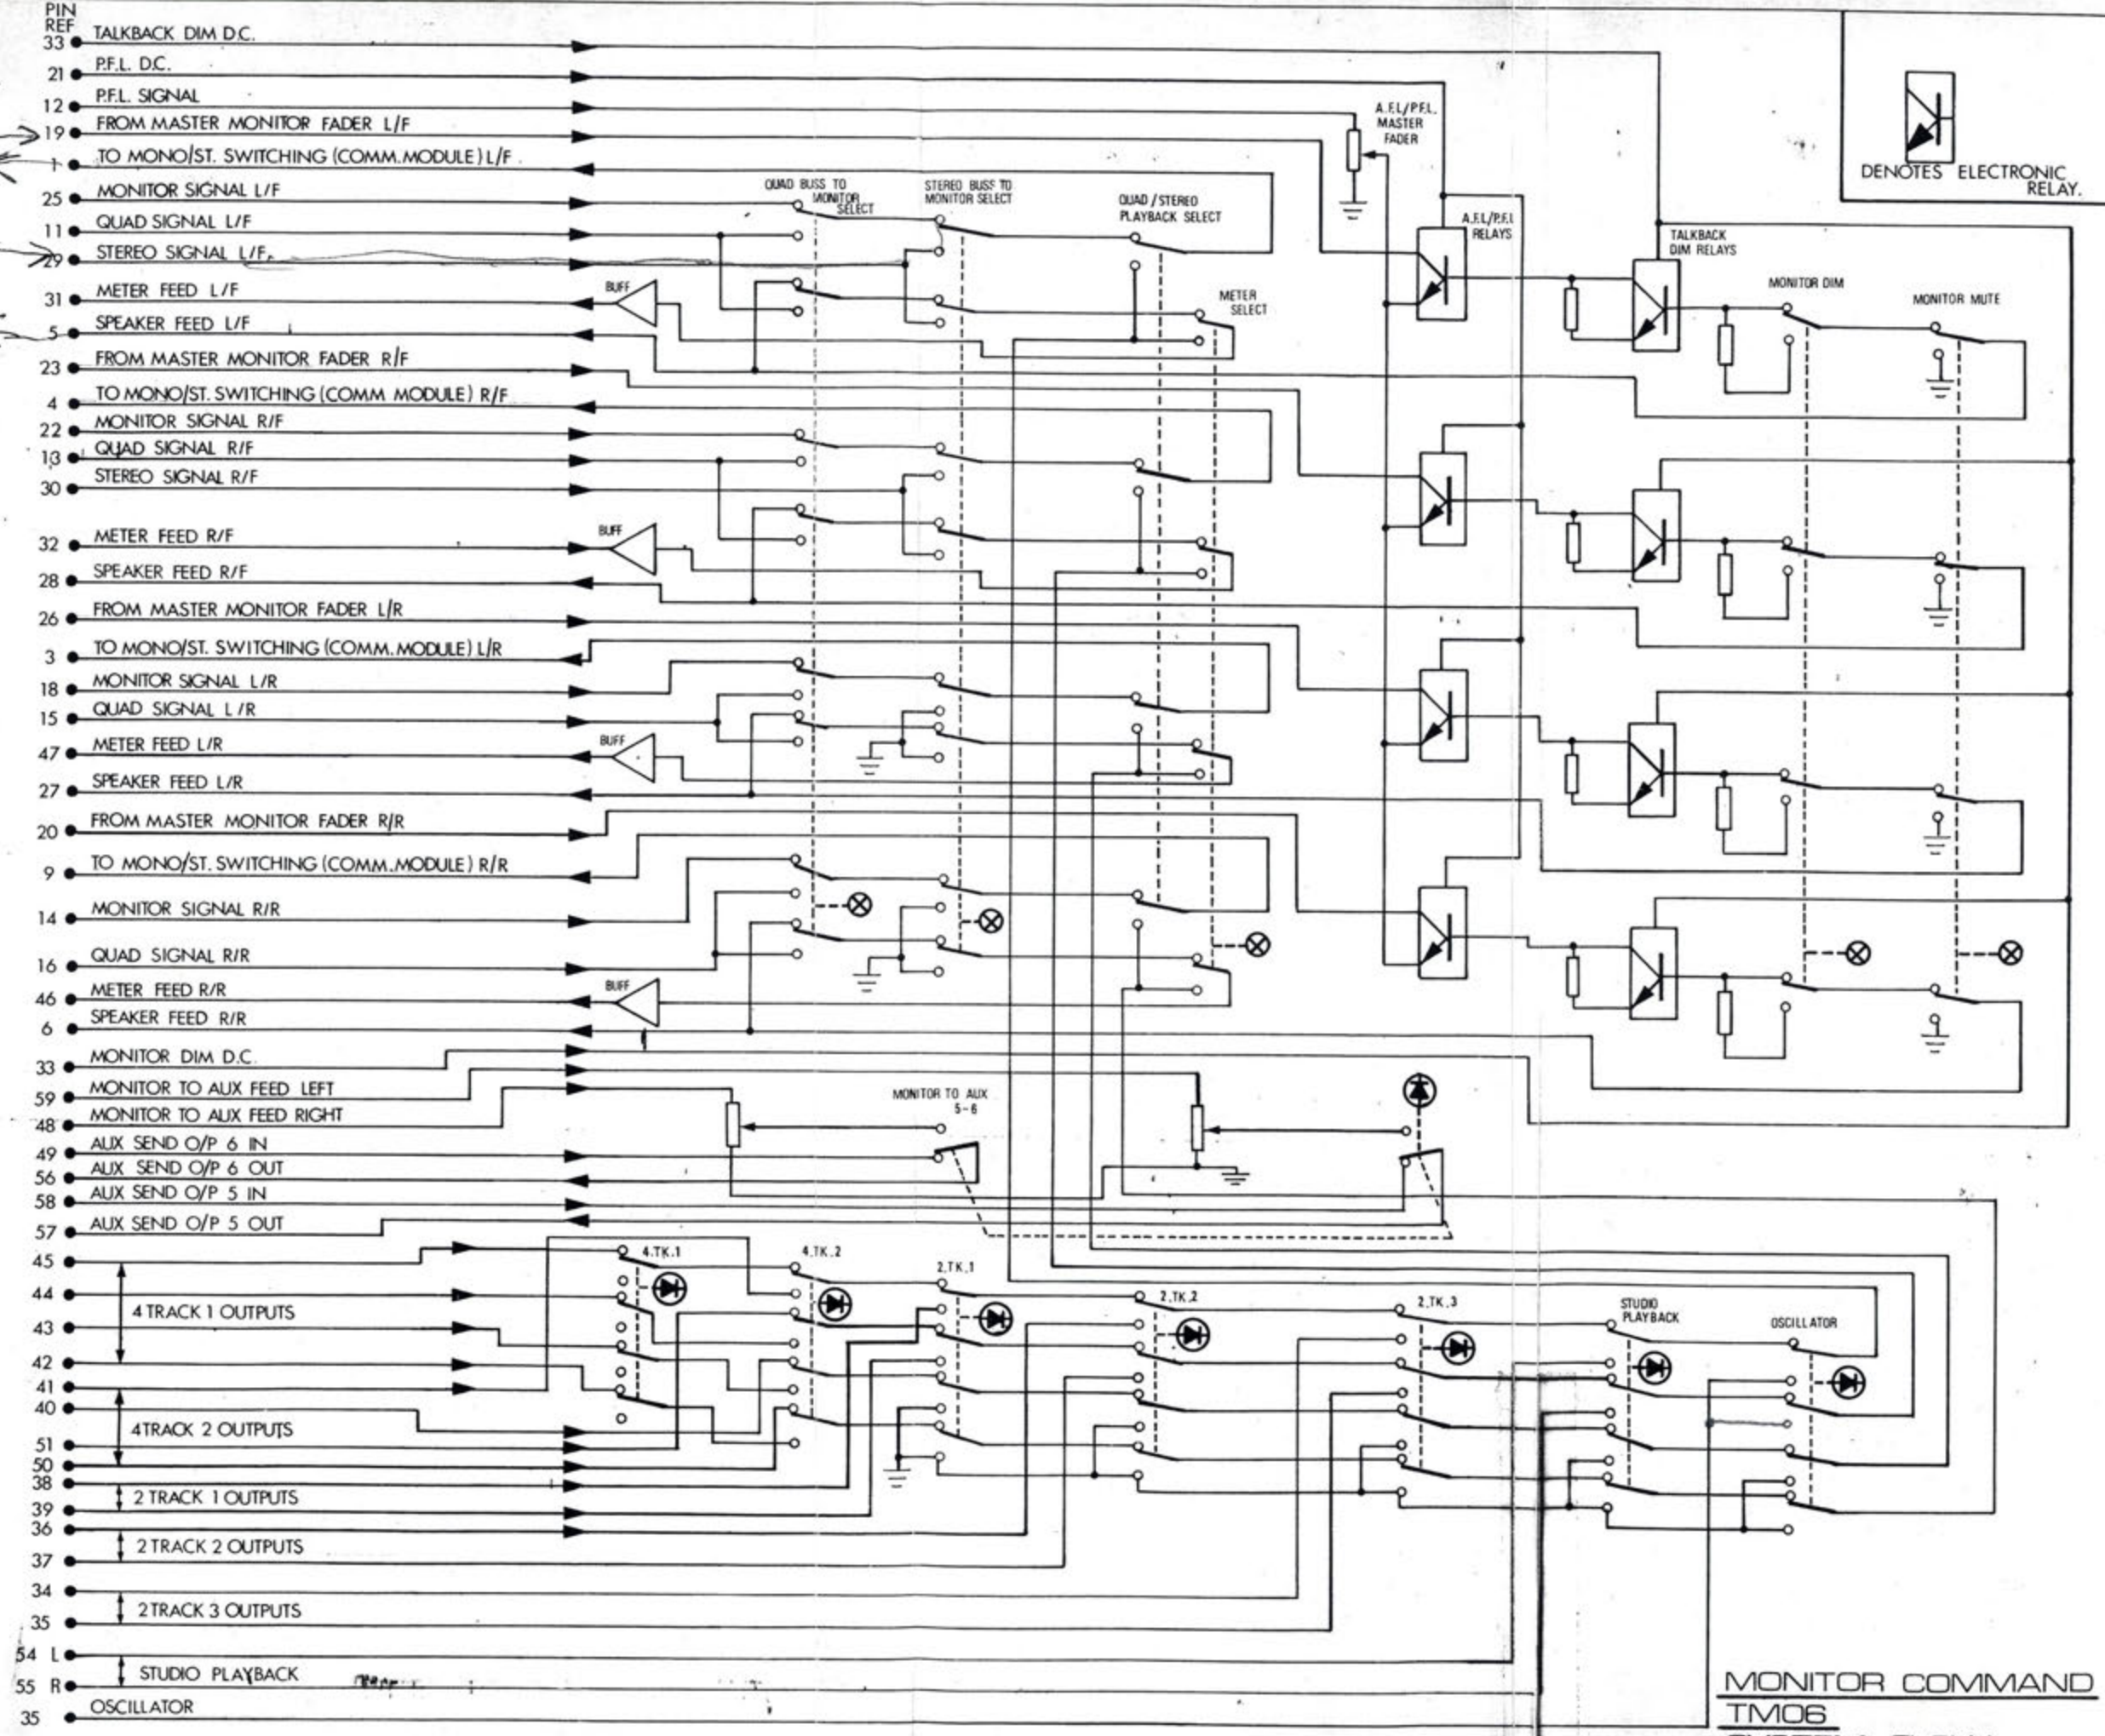 PIN
REF
33 TALKBACK DIM D.C.
21 P.F.L. D.C.
12 P.F.L. SIGNAL
19 FROM MASTER MONITOR FADER L/F
1 TO MONO/ST. SWITCHING (COMM.MODULE) L/F
25 MONITOR SIGNAL L/F
11 QUAD SIGNAL L/F
29 STEREO SIGNAL L/F
31 METER FEED L/F
5 SPEAKER FEED L/F
23 FROM MASTER MONITOR FADER R/F
4 TO MONO/ST. SWITCHING (COMM MODULE) R/F
22 MONITOR SIGNAL R/F
13 QUAD SIGNAL R/F
30 STEREO SIGNAL R/F
32 METER FEED R/F
28 SPEAKER FEED R/F
26 FROM MASTER MONITOR FADER L/R
3 TO MONO/ST. SWITCHING (COMM.MODULE) L/R
18 MONITOR SIGNAL L/R
15 QUAD SIGNAL L/R
47 METER FEED L/R
27 SPEAKER FEED L/R
20 FROM MASTER MONITOR FADER R/R
9 TO MONO/ST. SWITCHING (COMM.MODULE) R/R
14 MONITOR SIGNAL R/R
16 QUAD SIGNAL R/R
46 METER FEED R/R
6 SPEAKER FEED R/R
33 MONITOR DIM D.C.
59 MONITOR TO AUX FEED LEFT
48 MONITOR TO AUX FEED RIGHT
49 AUX SEND O/P 6 IN
56 AUX SEND O/P 6 OUT
58 AUX SEND O/P 5 IN
57 AUX SEND O/P 5 OUT
45
44
4 TRACK 1 OUTPUTS
43
42
41
40
4 TRACK 2 OUTPUTS
51
50
38
2 TRACK 1 OUTPUTS
39
36
2 TRACK 2 OUTPUTS
37
34
2 TRACK 3 OUTPUTS
35
54 L
STUDIO PLAYBACK
55 R
35 OSCILLATOR
QUAD BUSS TO
MONITOR
SELECT
STEREO BUSS TO
MONITOR SELECT
QUAD/STEREO
PLAYBACK SELECT
METER
SELECT
BUFF
BUFF
BUFF
BUFF
A.F.L/P.F.L.
MASTER
FADER
A.F.L/P.F.L
RELAYS
TALKBACK
DIM RELAYS
MONITOR DIM
MONITOR MUTE
DENOTES ELECTRONIC
RELAY.
MONITOR TO AUX
5-6
4.TK.1
4.TK.2
2.TK.1
2.TK.2
2.TK.3
STUDIO
PLAYBACK
OSCILLATOR
MONITOR COMMAND
TM06